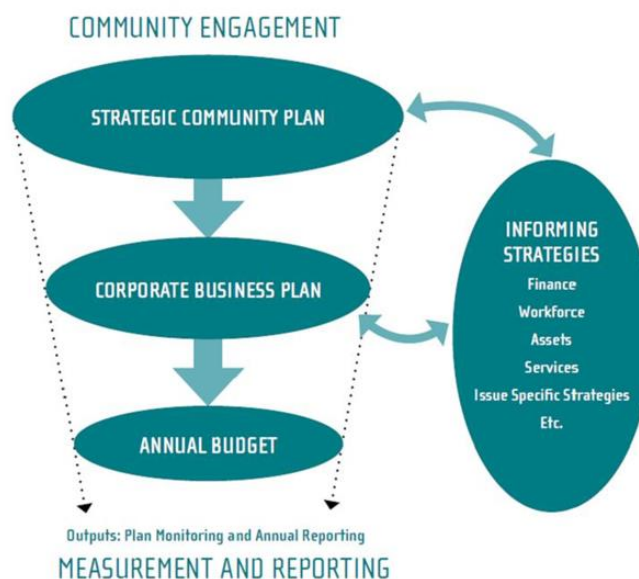 COMMUNITY ENGAGEMENT
STRATEGIC COMMUNITY PLAN
CORPORATE BUSINESS PLAN
ANNUAL BUDGET
INFORMING
STRATEGIES
Finance
Workforce
Assets
Services
Issue Specific Strategies
Etc.
Outputs: Plan Monitoring and Annual Reporting
MEASUREMENT AND REPORTING